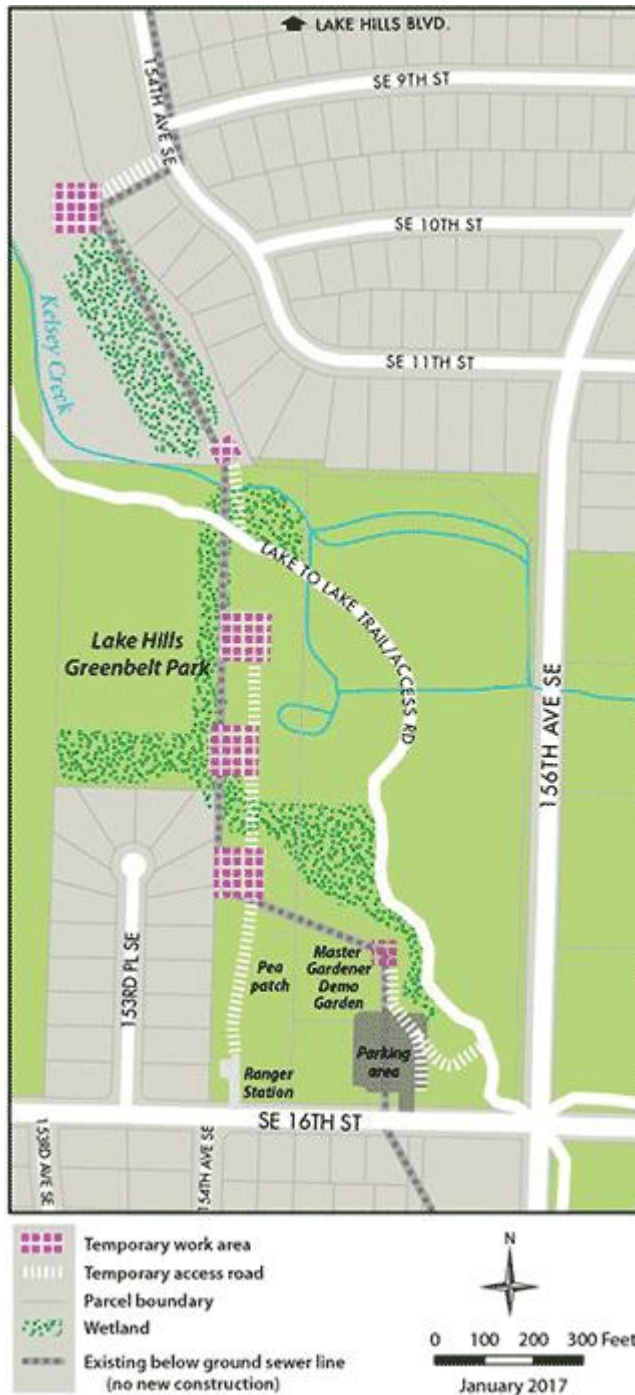 LAKE HILLS BLVD.
154TH AVE SE
SE 9TH ST
SE 10TH ST
SE 11TH ST
Kelsey Creek
LAKE TO LAKE TRAIL/ACCESS RD
Lake Hills
Greenbelt Park
156TH AVE SE
153RD PL SE
Pea
patch
Master
Gardener
Demo
Garden
Parking
area
Ranger
Station
SE 16TH ST
153RD AVE SE
154TH AVE SE
Temporary work area
Temporary access road
Parcel boundary
Wetland
Existing below ground sewer line
(no new construction)
N
0 100 200 300 Feet
January 2017